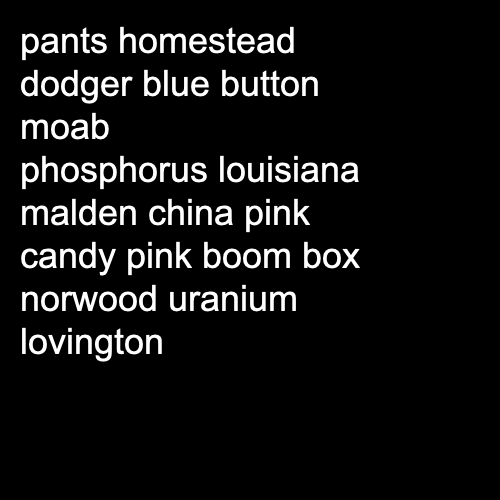 pants homestead
dodger blue button
moab
phosphorus louisiana
malden china pink
candy pink boom box
norwood uranium
lovington